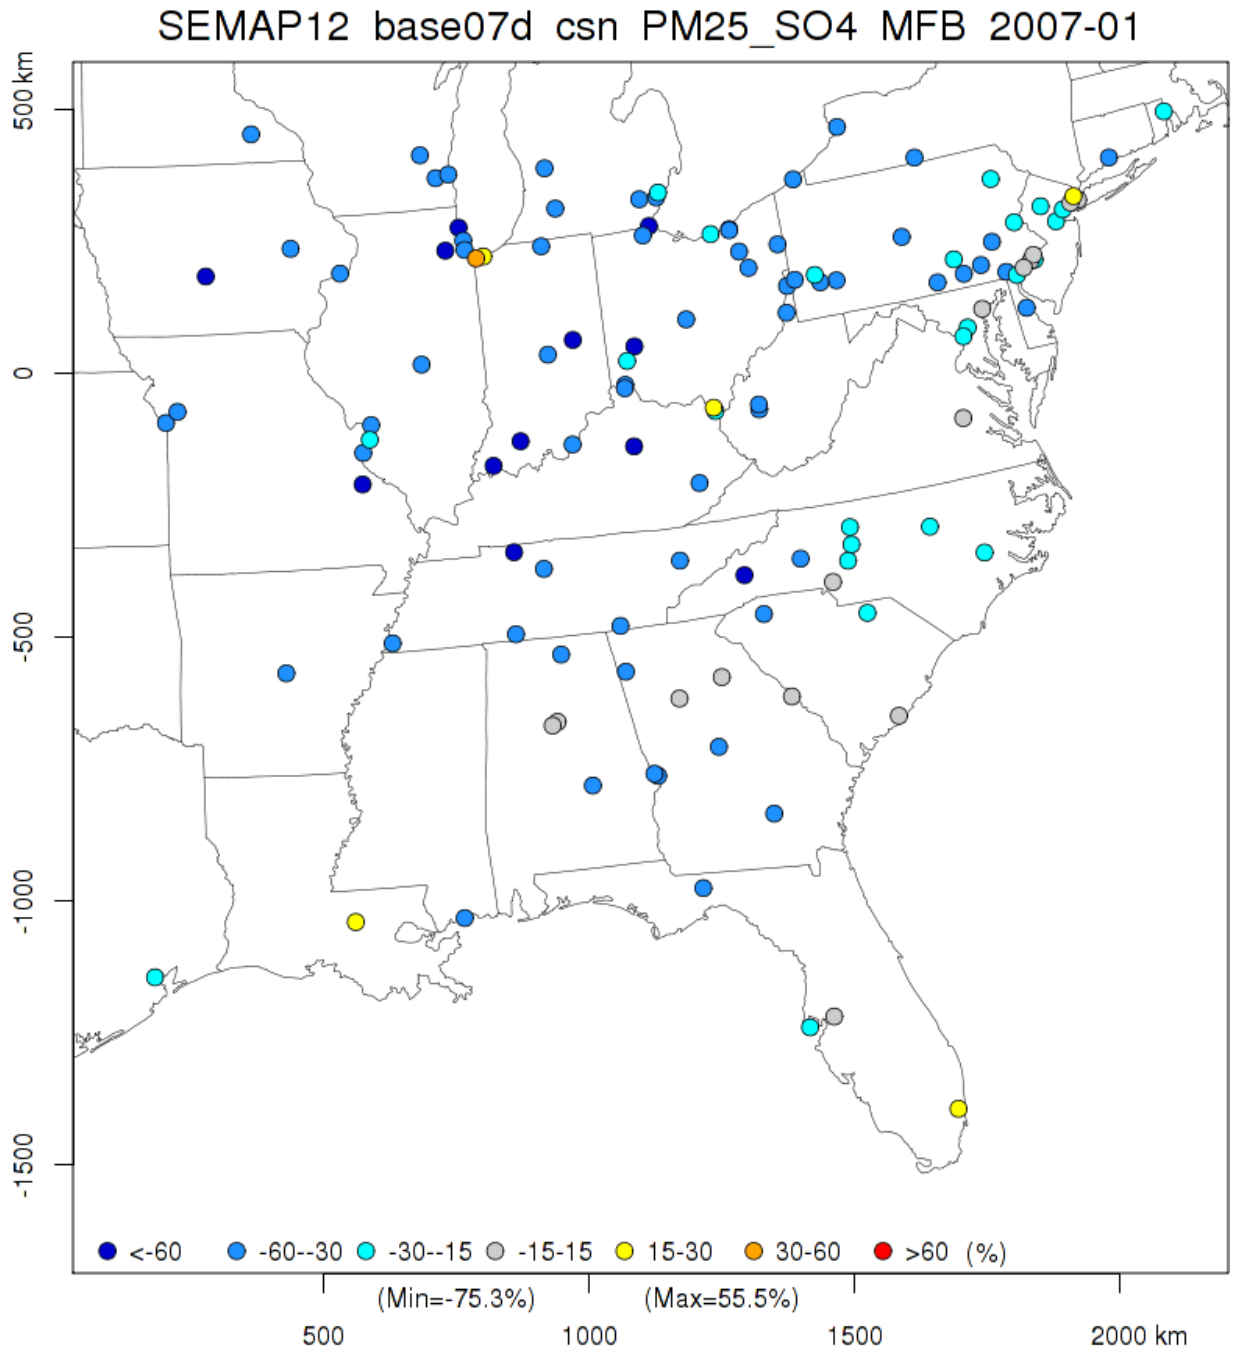 SEMAP12 base07d csn PM25_SO4 MFB 2007-01
500 km
0
-500
-1000
-1500
<-60 -60--30 -30--15 -15-15 15-30 30-60 >60 (%)
(Min=-75.3%) (Max=55.5%)
500 1000 1500 2000 km